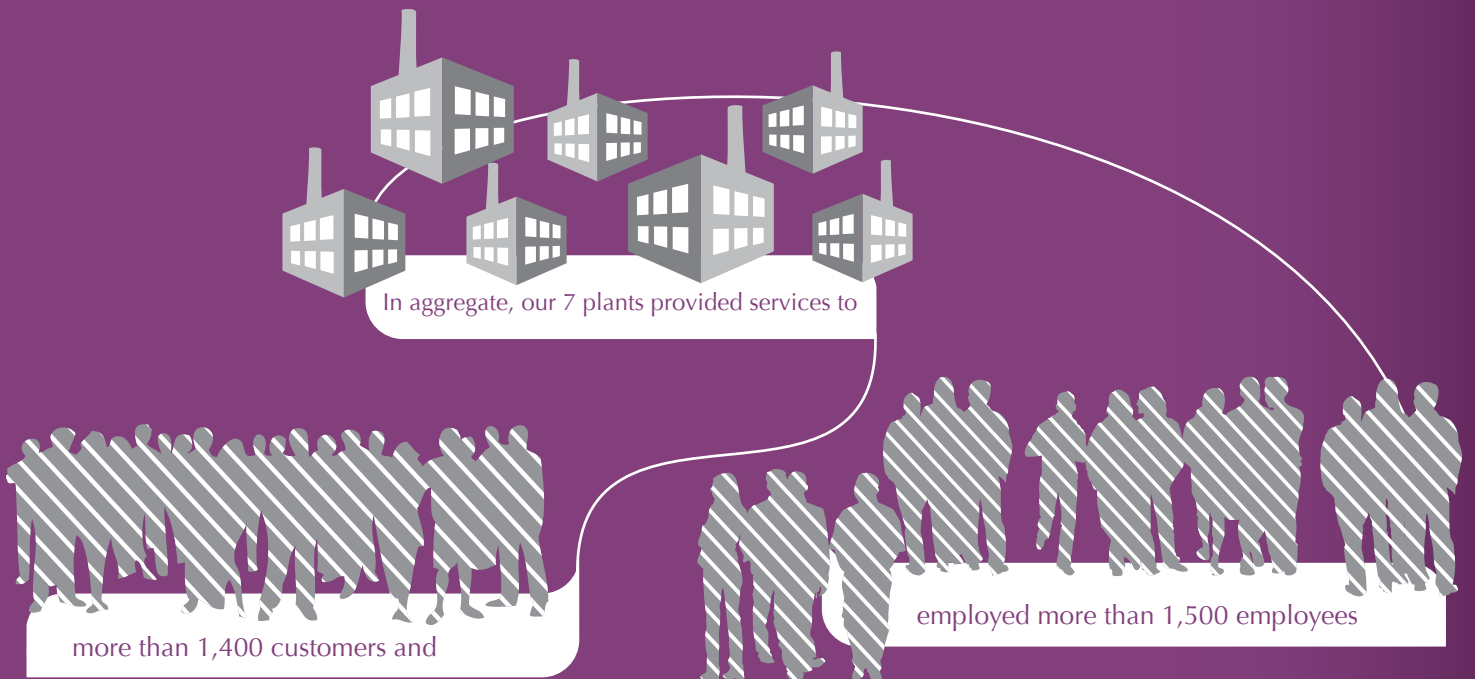 In aggregate, our 7 plants provided services to
more than 1,400 customers and
employed more than 1,500 employees